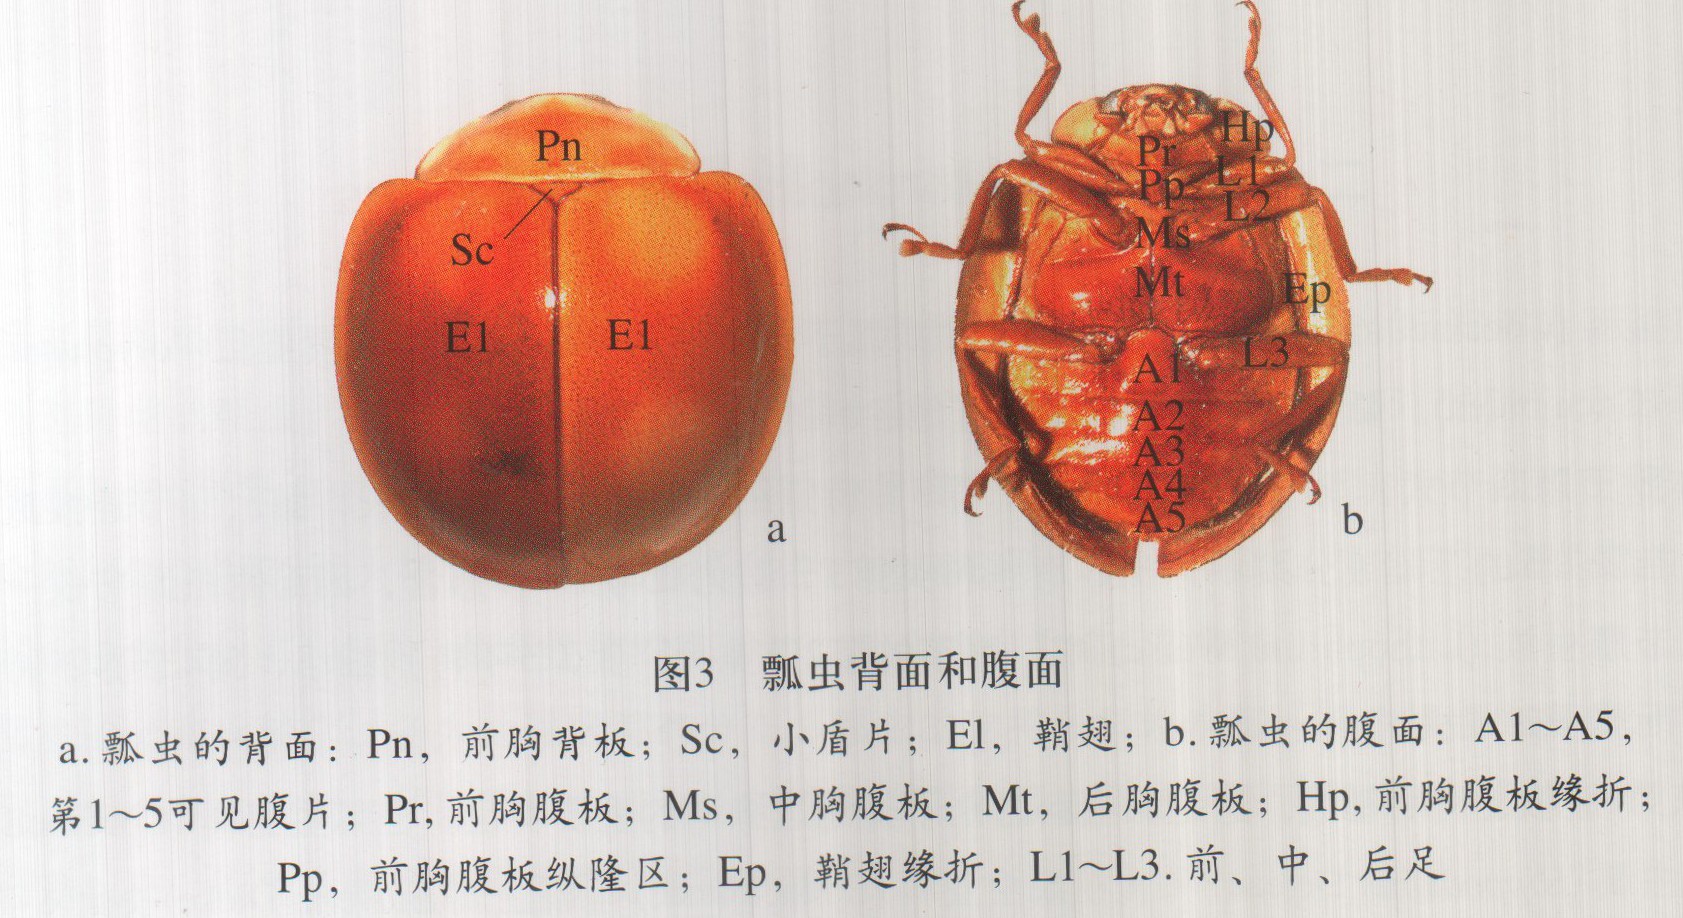 Pn
Sc
E1
E1
a
Hp
Pr
L1
Pp
L2
Ms
Mt
Ep
L3
A1
A2
A3
A4
A5
b
图3 瓢虫背面和腹面
a. 瓢虫的背面：Pn，前胸背板；Sc，小盾片；El，鞘翅；b. 瓢虫的腹面：A1～A5，
第1～5可见腹片；Pr, 前胸腹板；Ms，中胸腹板；Mt，后胸腹板；Hp, 前胸腹板缘折；
Pp，前胸腹板纵隆区；Ep，鞘翅缘折；L1～L3. 前、中、后足